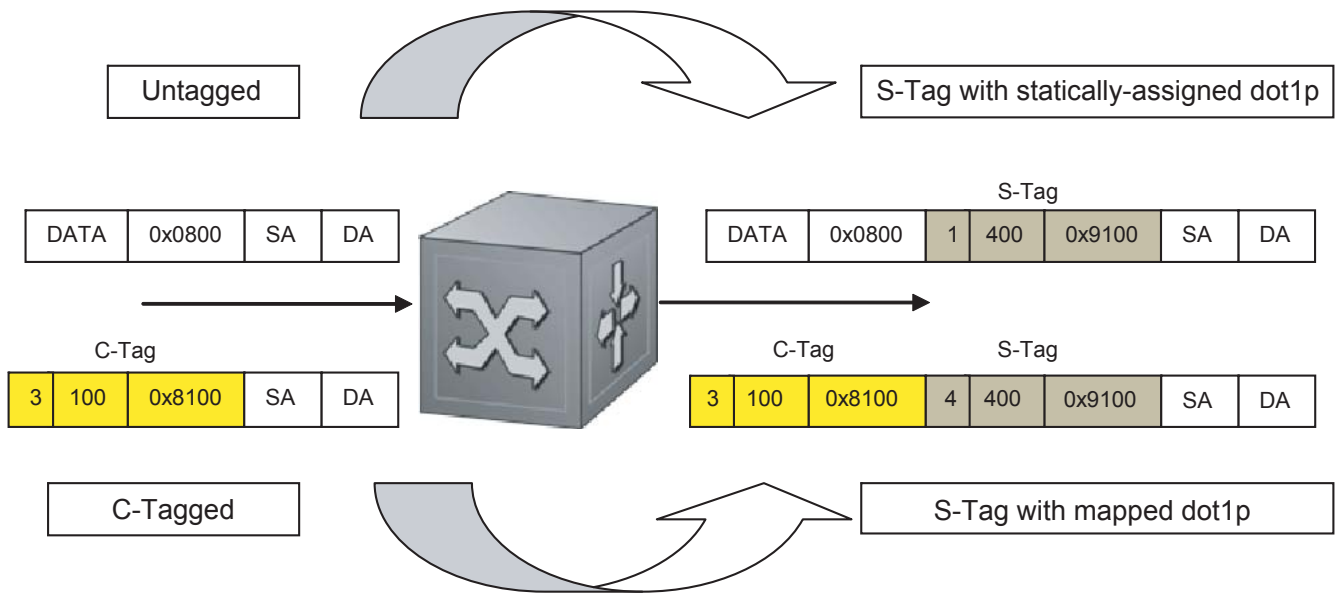 Untagged
S-Tag with statically-assigned dot1p
S-Tag
DATA 0x0800 SA DA
DATA 0x0800 1 400 0x9100 SA DA
C-Tag
C-Tag S-Tag
3 100 0x8100 SA DA
3 100 0x8100 4 400 0x9100 SA DA
C-Tagged
S-Tag with mapped dot1p